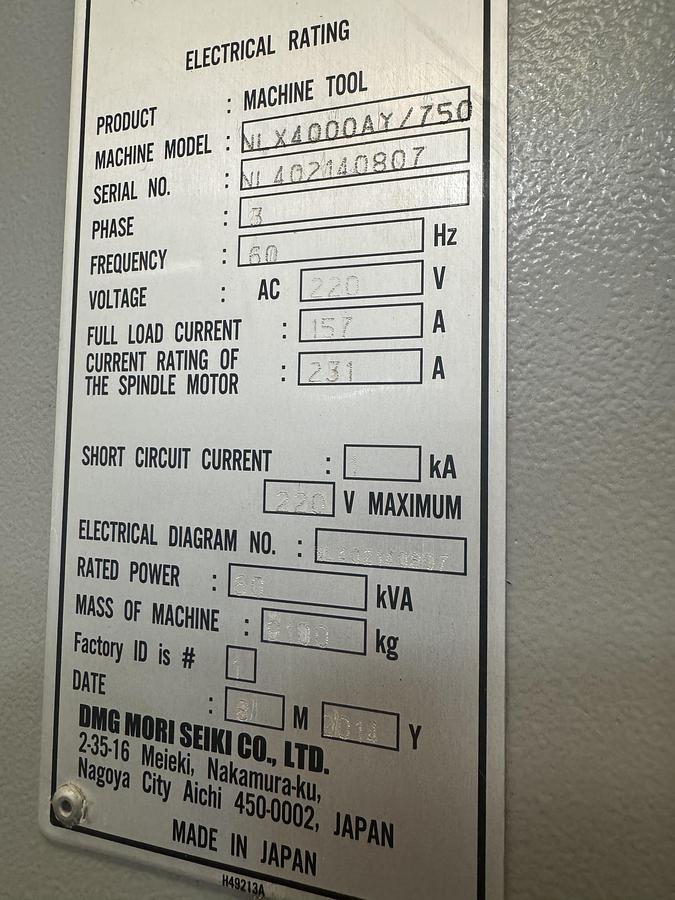 ELECTRICAL RATING
PRODUCT : MACHINE TOOL
MACHINE MODEL : NLX4000AY/750
SERIAL NO. : NL402140807
PHASE : 3
FREQUENCY : 60 Hz
VOLTAGE : AC 220 V
FULL LOAD CURRENT : 157 A
CURRENT RATING OF
THE SPINDLE MOTOR : 231 A
SHORT CIRCUIT CURRENT : kA
220 V MAXIMUM
ELECTRICAL DIAGRAM NO. : NL402140807
RATED POWER : 60 kVA
MASS OF MACHINE : kg
Factory ID is # 1
DATE : M 2014 Y
DMG MORI SEIKI CO., LTD.
2-35-16 Meieki, Nakamura-ku,
Nagoya City Aichi 450-0002, JAPAN
MADE IN JAPAN
H49213A